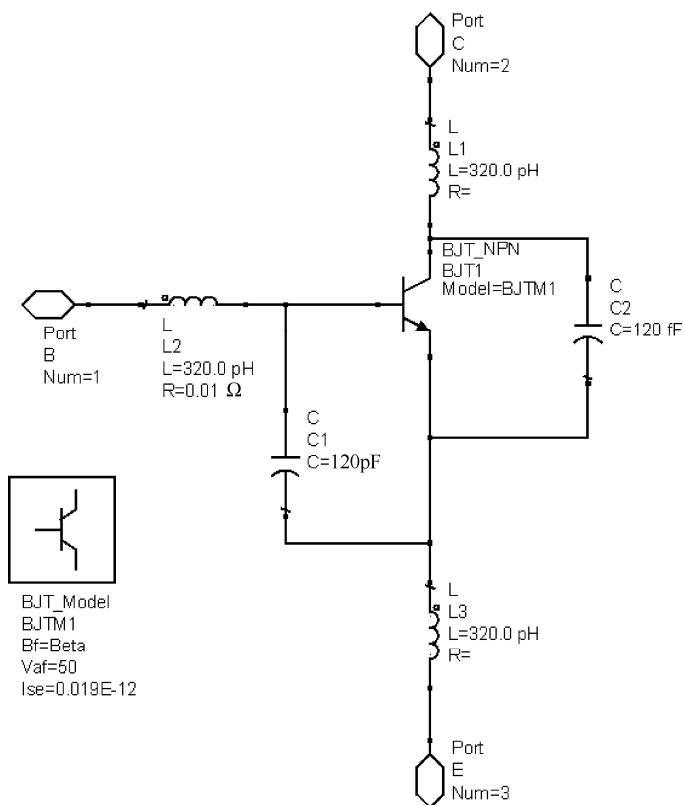 Port
C
Num=2
L
L1
L=320.0 pH
R=
BJT_NPN
BJT1
Model=BJTM1
C
C2
C=120 fF
Port
B
Num=1
L
L2
L=320.0 pH
R=0.01 Ω
C
C1
C=120pF
BJT_Model
BJTM1
Bf=Beta
Vaf=50
Ise=0.019E-12
L
L3
L=320.0 pH
R=
Port
E
Num=3